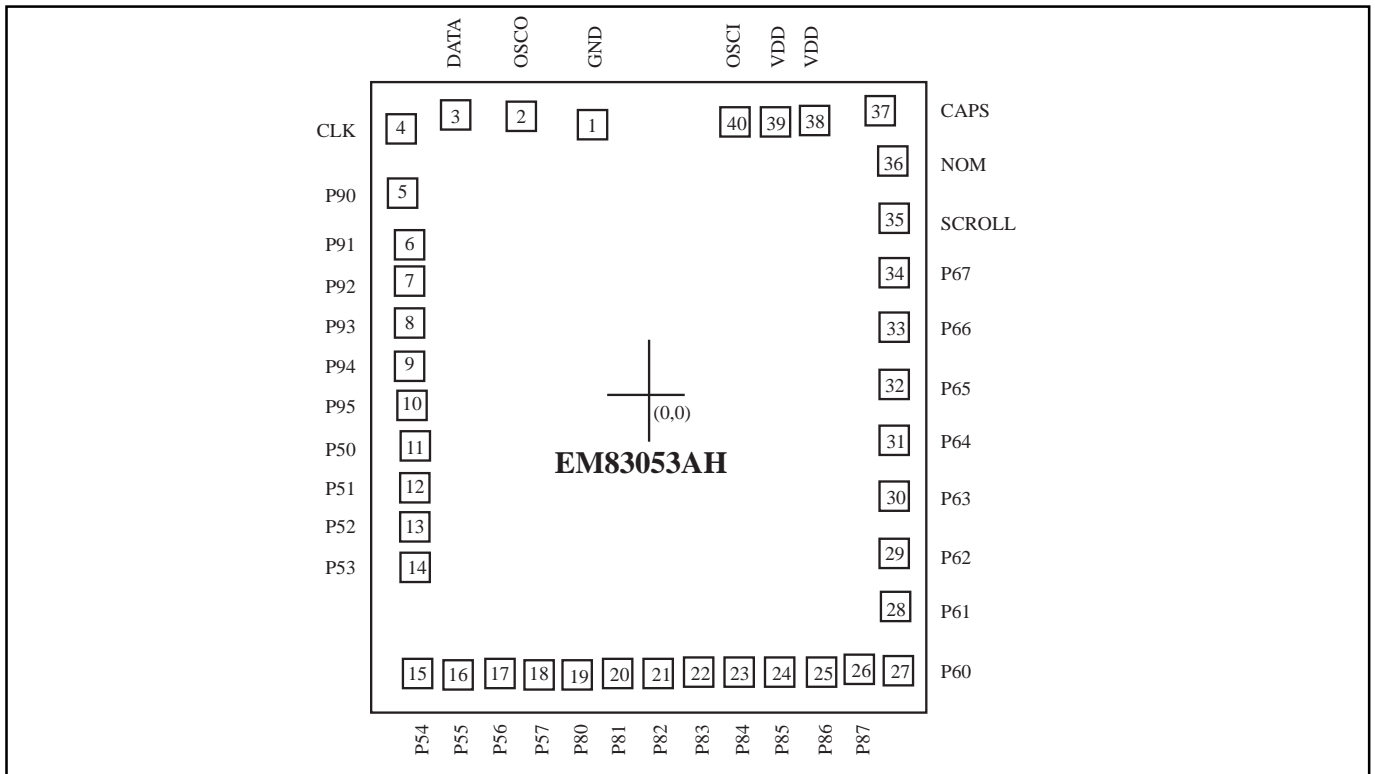 DATA OSCO GND OSCI VDD VDD
CLK 4 3 2 1 40 39 38 37 CAPS
36 NOM
P90 5
35 SCROLL
P91 6
34 P67
P92 7
P93 8 33 P66
P94 9
32 P65
P95 10
(0,0)
31 P64
P50 11
EM83053AH
P51 12
30 P63
P52 13
29 P62
P53 14
28 P61
15 16 17 18 19 20 21 22 23 24 25 26 27 P60
P54 P55 P56 P57 P80 P81 P82 P83 P84 P85 P86 P87